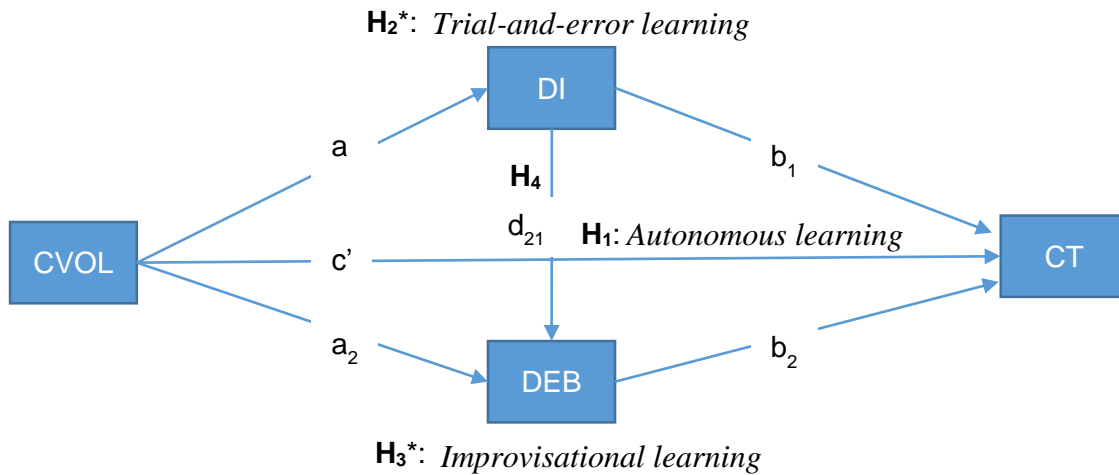 H₂*: Trial-and-error learning
DI
a
b₁
H₄
d₂₁
H₁: Autonomous learning
CVOL
c’
CT
a₂
b₂
DEB
H₃*: Improvisational learning